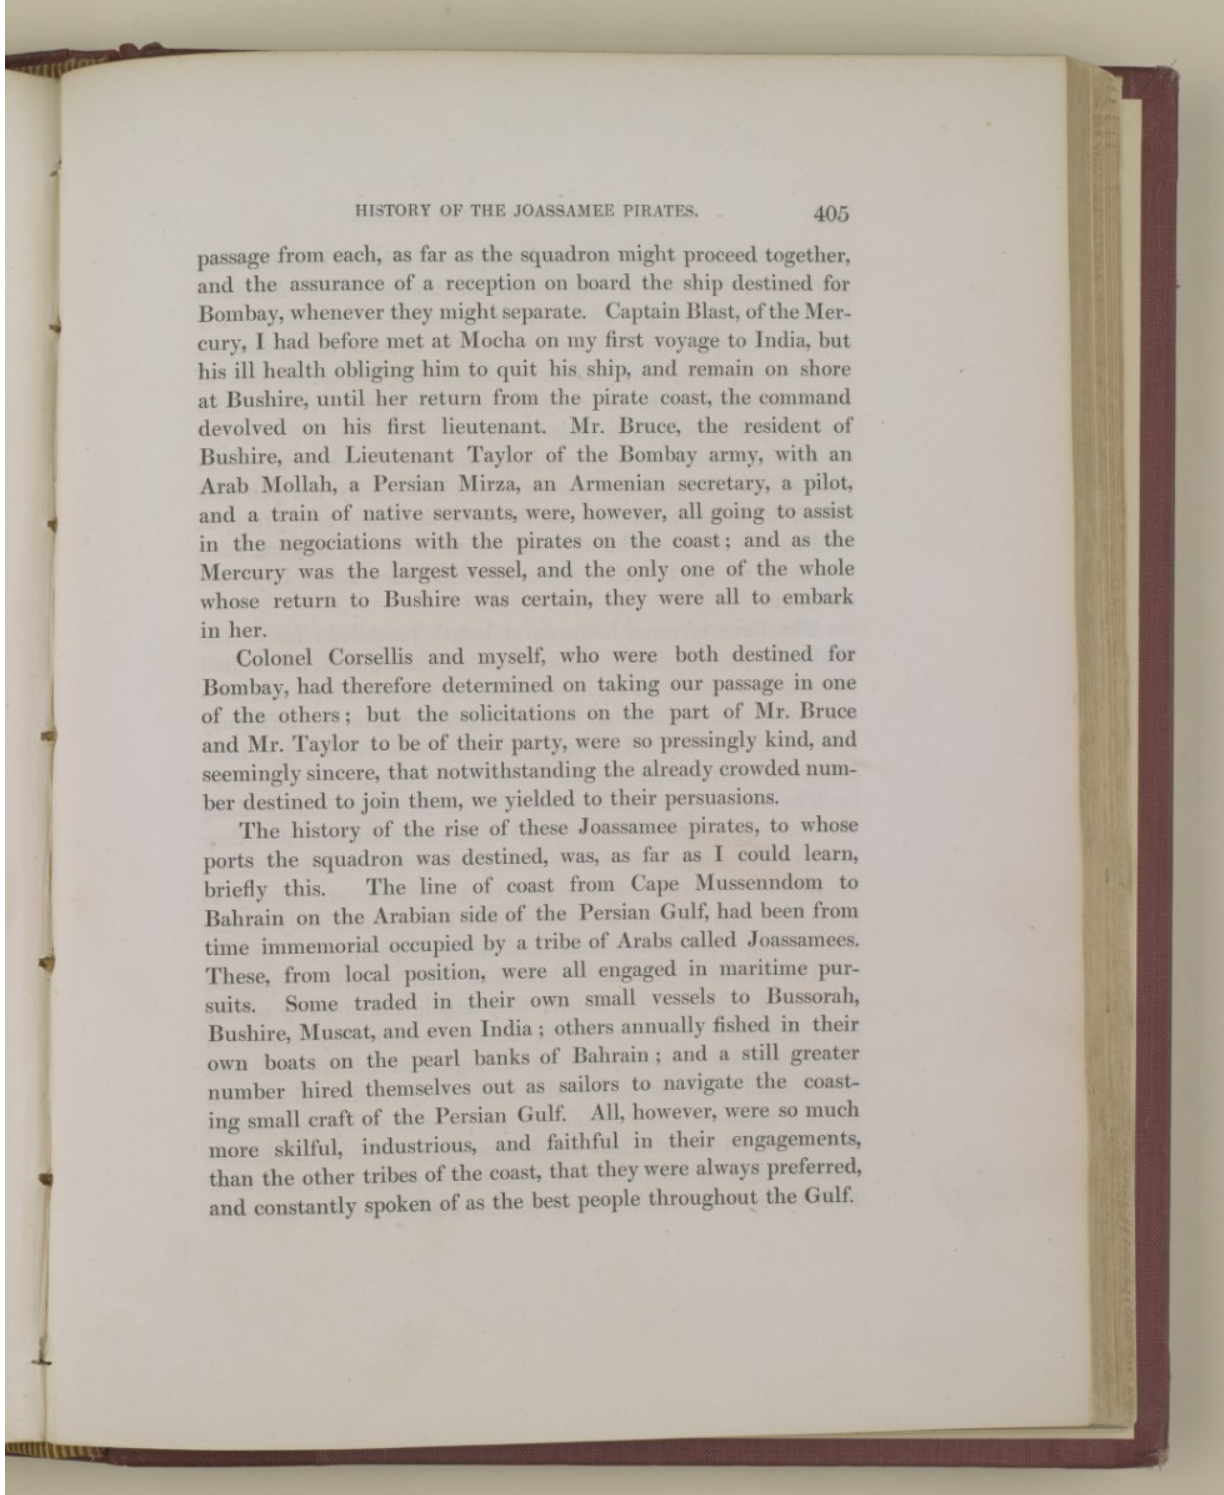 HISTORY OF THE JOASSAMEE PIRATES. 405
passage from each, as far as the squadron might proceed together,
and the assurance of a reception on board the ship destined for
Bombay, whenever they might separate. Captain Blast, of the Mer-
cury, I had before met at Mocha on my first voyage to India, but
his ill health obliging him to quit his ship, and remain on shore
at Bushire, until her return from the pirate coast, the command
devolved on his first lieutenant. Mr. Bruce, the resident of
Bushire, and Lieutenant Taylor of the Bombay army, with an
Arab Mollah, a Persian Mirza, an Armenian secretary, a pilot,
and a train of native servants, were, however, all going to assist
in the negociations with the pirates on the coast; and as the
Mercury was the largest vessel, and the only one of the whole
whose return to Bushire was certain, they were all to embark
in her.
Colonel Corsellis and myself, who were both destined for
Bombay, had therefore determined on taking our passage in one
of the others; but the solicitations on the part of Mr. Bruce
and Mr. Taylor to be of their party, were so pressingly kind, and
seemingly sincere, that notwithstanding the already crowded num-
ber destined to join them, we yielded to their persuasions.
The history of the rise of these Joassamee pirates, to whose
ports the squadron was destined, was, as far as I could learn,
briefly this. The line of coast from Cape Mussenndom to
Bahrain on the Arabian side of the Persian Gulf, had been from
time immemorial occupied by a tribe of Arabs called Joassamees.
These, from local position, were all engaged in maritime pur-
suits. Some traded in their own small vessels to Bussorah,
Bushire, Muscat, and even India; others annually fished in their
own boats on the pearl banks of Bahrain; and a still greater
number hired themselves out as sailors to navigate the coast-
ing small craft of the Persian Gulf. All, however, were so much
more skilful, industrious, and faithful in their engagements,
than the other tribes of the coast, that they were always preferred,
and constantly spoken of as the best people throughout the Gulf.